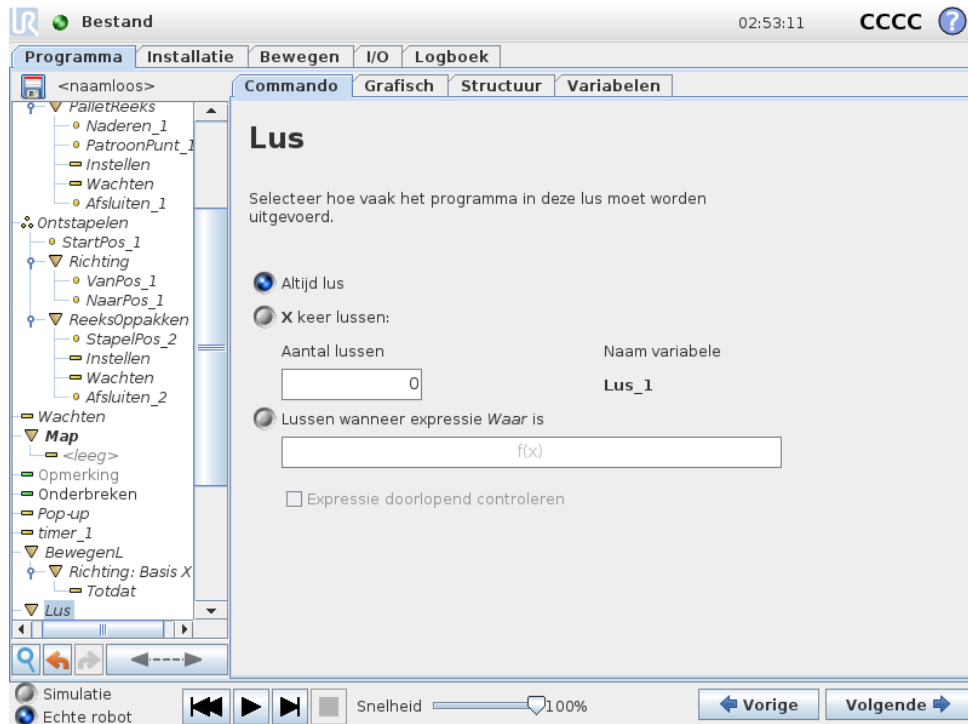 UR Bestand 02:53:11 CCCC ?
Programma Installatie Bewegen I/O Logboek
<naamloos>
PalletReeks
Naderen_1
PatroonPunt_1
Instellen
Wachten
Afsluiten_1
Ontstapelen
StartPos_1
Richting
VanPos_1
NaarPos_1
ReeksOppakken
StapelPos_2
Instellen
Wachten
Afsluiten_2
Wachten
Map
<leeg>
Opmerking
Onderbreken
Pop-up
timer_1
BewegenL
Richting: Basis X
Totdat
Lus
Commando Grafisch Structuur Variabelen
Lus
Selecteer hoe vaak het programma in deze lus moet worden
uitgevoerd.
Altijd lus
X keer lussen:
Aantal lussen Naam variabele
0 Lus_1
Lussen wanneer expressie Waar is
f(x)
Expressie doorlopend controleren
Simulatie
Echte robot
Snelheid 100%
Vorige Volgende